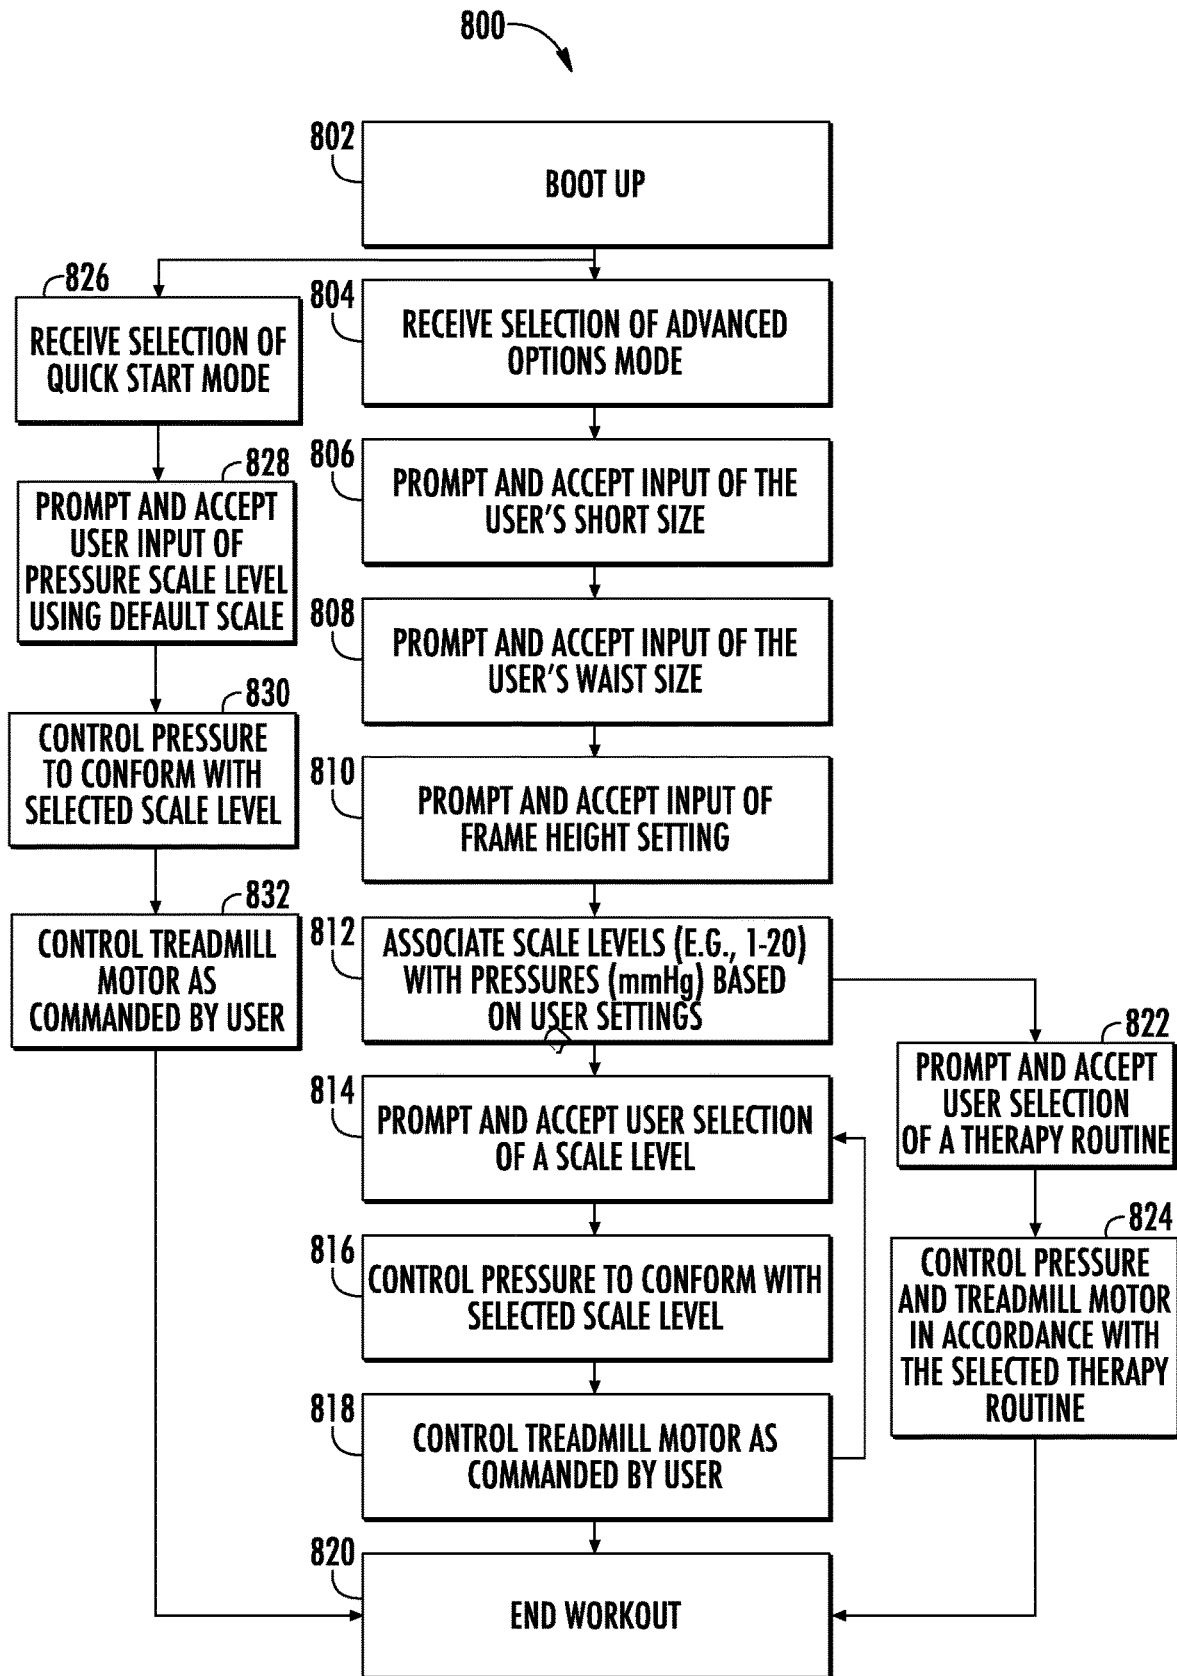 800
802
BOOT UP
826
RECEIVE SELECTION OF
QUICK START MODE
804
RECEIVE SELECTION OF ADVANCED
OPTIONS MODE
828
PROMPT AND ACCEPT
USER INPUT OF
PRESSURE SCALE LEVEL
USING DEFAULT SCALE
806
PROMPT AND ACCEPT INPUT OF THE
USER'S SHORT SIZE
808
PROMPT AND ACCEPT INPUT OF THE
USER'S WAIST SIZE
830
CONTROL PRESSURE
TO CONFORM WITH
SELECTED SCALE LEVEL
810
PROMPT AND ACCEPT INPUT OF
FRAME HEIGHT SETTING
832
CONTROL TREADMILL
MOTOR AS
COMMANDED BY USER
812
ASSOCIATE SCALE LEVELS (E.G., 1-20)
WITH PRESSURES (mmHg) BASED
ON USER SETTINGS
822
PROMPT AND ACCEPT
USER SELECTION
OF A THERAPY ROUTINE
814
PROMPT AND ACCEPT USER SELECTION
OF A SCALE LEVEL
824
CONTROL PRESSURE
AND TREADMILL MOTOR
IN ACCORDANCE WITH
THE SELECTED THERAPY
ROUTINE
816
CONTROL PRESSURE TO CONFORM WITH
SELECTED SCALE LEVEL
818
CONTROL TREADMILL MOTOR AS
COMMANDED BY USER
820
END WORKOUT